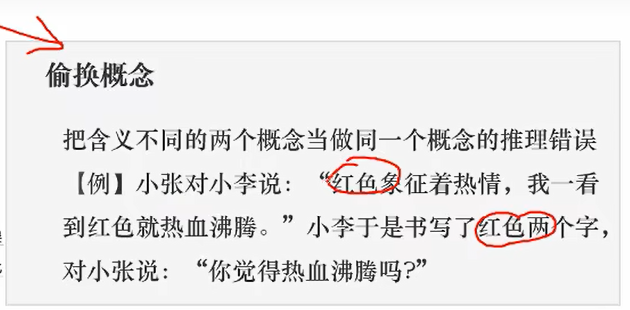 偷换概念
把含义不同的两个概念当做同一个概念的推理错误
【例】小张对小李说：“红色象征着热情，我一看
到红色就热血沸腾。”小李于是书写了红色两个字，
对小张说：“你觉得热血沸腾吗?”